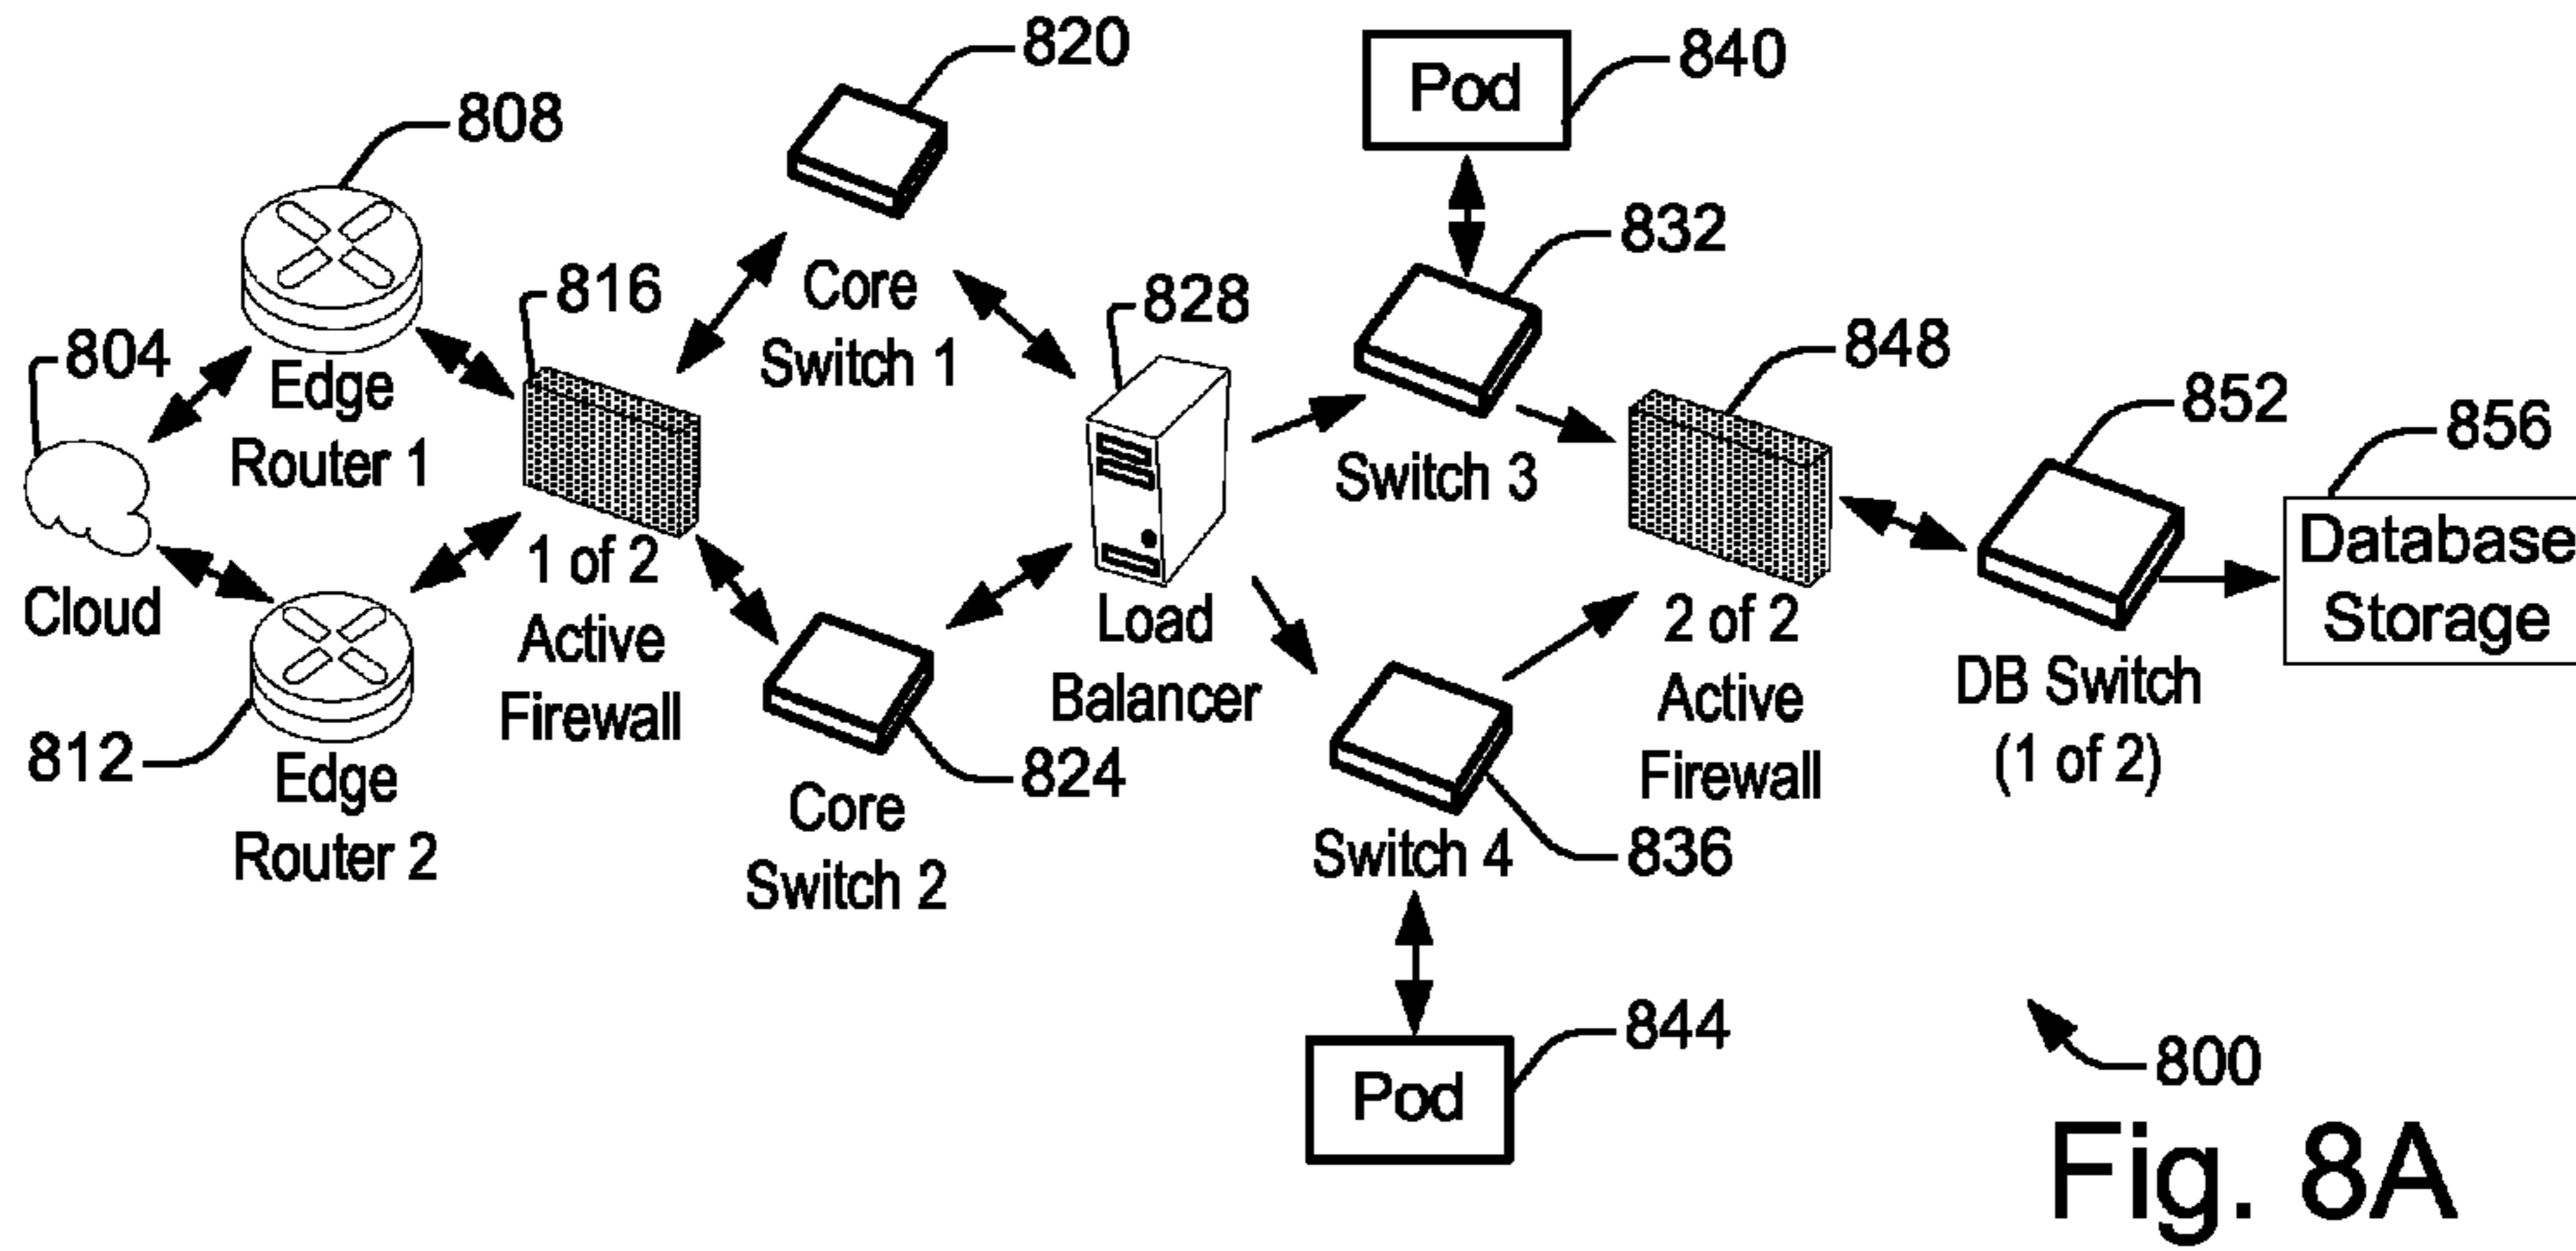 820
840
Pod
808
832
816
Core
Switch 1
828
848
804
Edge
Router 1
852
856
Switch 3
Database
Storage
Cloud
1 of 2
Active
Firewall
Load
Balancer
2 of 2
Active
Firewall
DB Switch
(1 of 2)
812
Edge
Router 2
824
Core
Switch 2
Switch 4
836
844
Pod
800
Fig. 8A